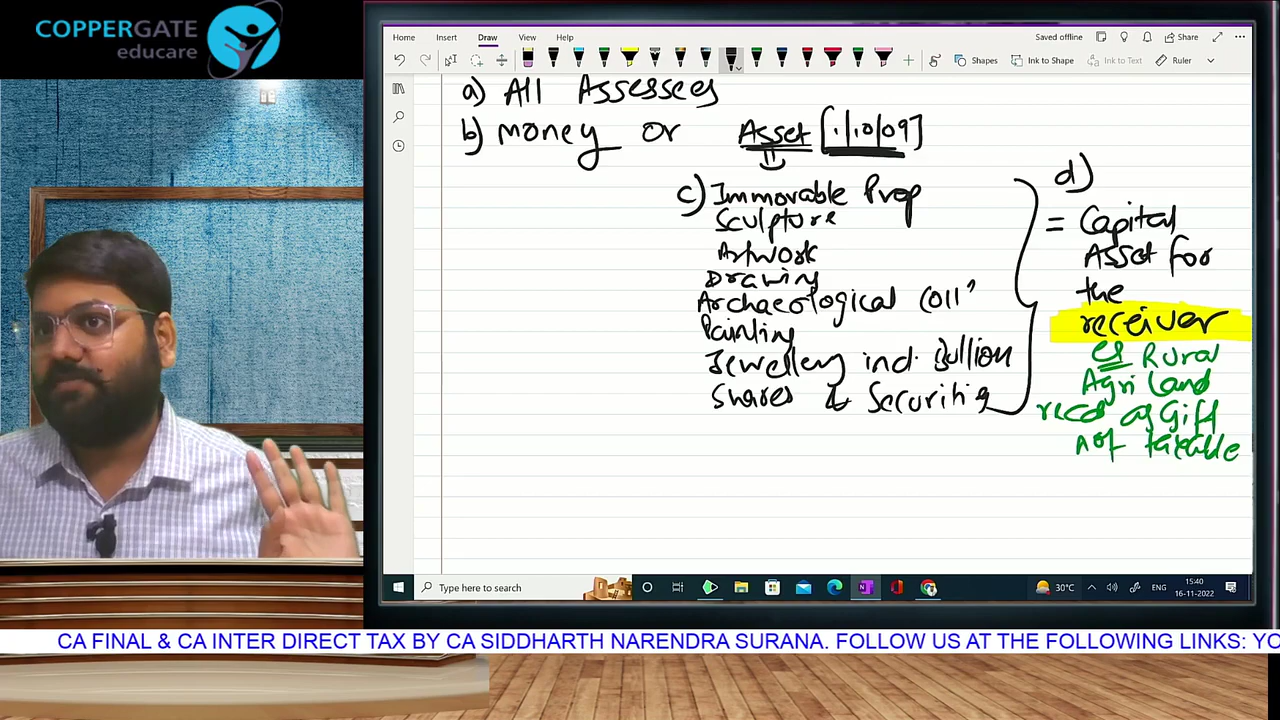 COPPERGATE
educare
Home Insert Draw View Help
Saved offline
Share
Shapes
Ink to Shape
Ink to Text
Ruler
a) All Assessees
b) money or Asset [1/10/09]
c) Immovable Prop
Sculpture
Artwork
Drawing
Archaeological coll'
Painting
Jewellery incl. Bullion
Shares & Securities
d)
= Capital
Asset for
the
receiver
eg Rural
Agri Land
recd as Gift
not taxable
Type here to search
30°C
ENG
15:40
16-11-2022
CA FINAL & CA INTER DIRECT TAX BY CA SIDDHARTH NARENDRA SURANA. FOLLOW US AT THE FOLLOWING LINKS: YO